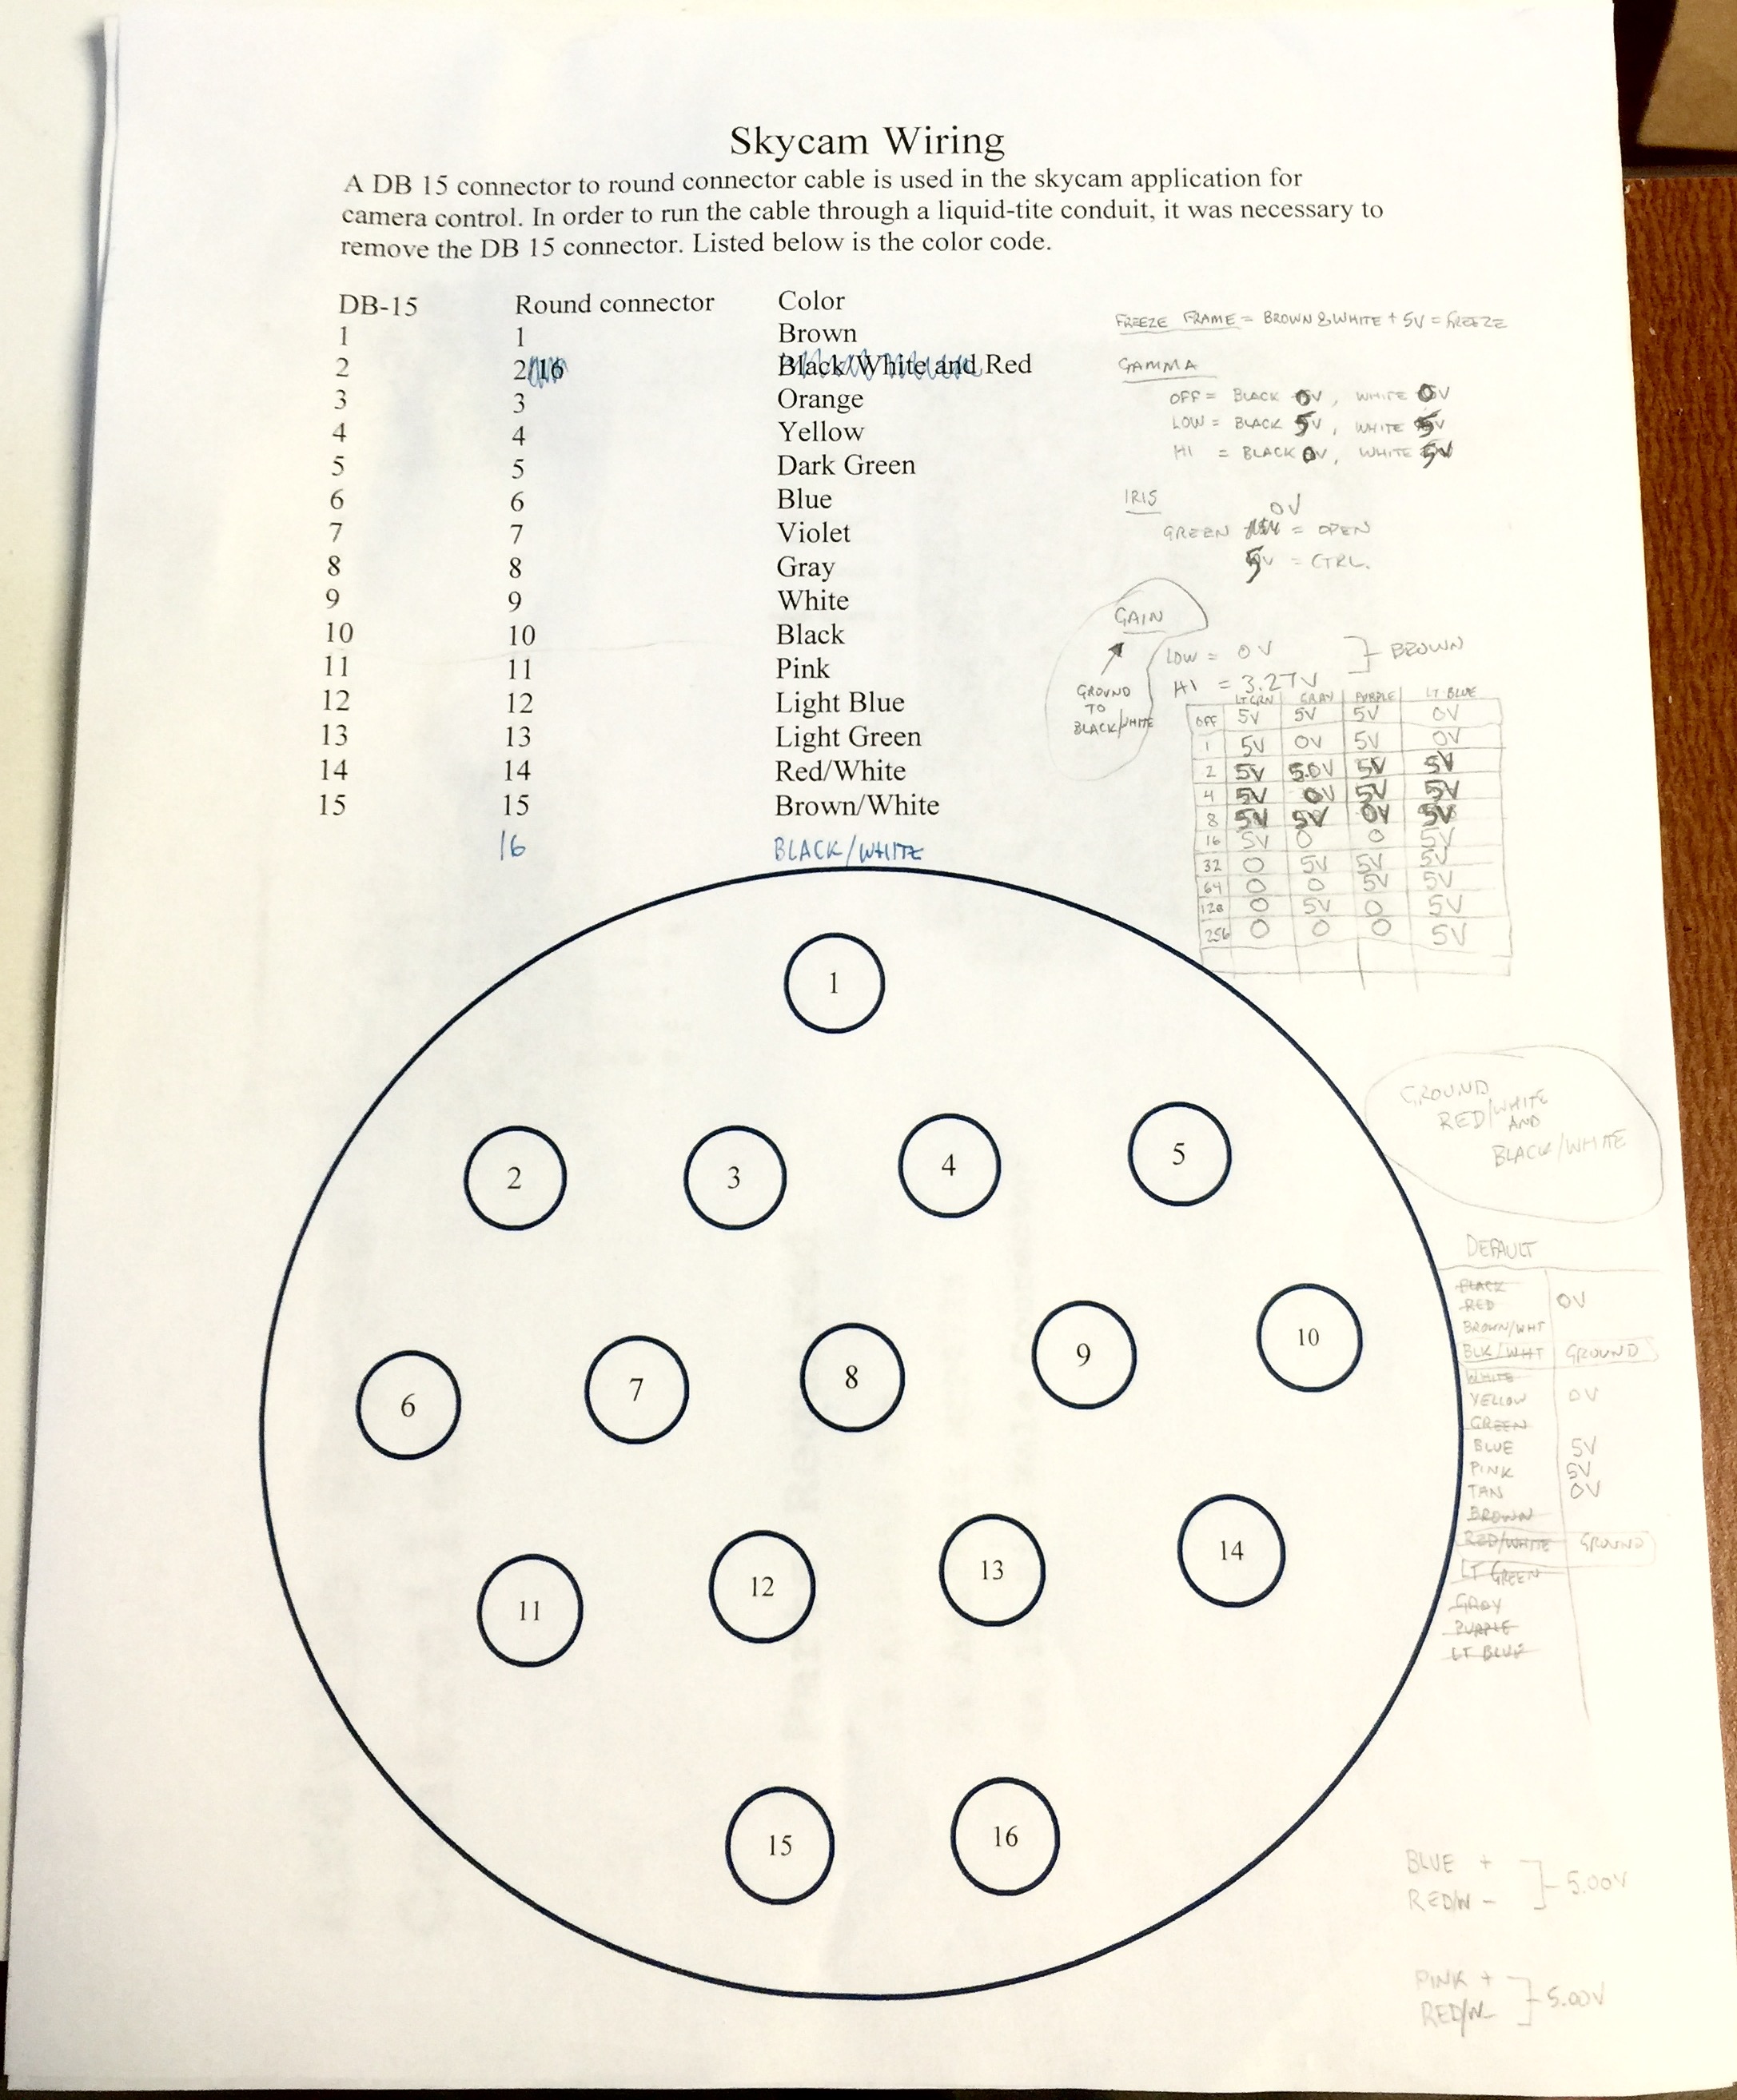 Skycam Wiring
A DB 15 connector to round connector cable is used in the skycam application for
camera control. In order to run the cable through a liquid-tite conduit, it was necessary to
remove the DB 15 connector. Listed below is the color code.
DB-15 Round connector Color
1 1 Brown
2 2/16 Black/White and Red
3 3 Orange
4 4 Yellow
5 5 Dark Green
6 6 Blue
7 7 Violet
8 8 Gray
9 9 White
10 10 Black
11 11 Pink
12 12 Light Blue
13 13 Light Green
14 14 Red/White
15 15 Brown/White
16 BLACK/WHITE
FREEZE FRAME = BROWN & WHITE + 5V = FREEZE
GAMMA
OFF = BLACK 0V, WHITE 0V
LOW = BLACK 5V, WHITE 5V
HI = BLACK 0V, WHITE 5V
IRIS
0V
GREEN = OPEN
5V = CTRL.
GAIN
GROUND
TO
BLACK/WHITE
LOW = 0V
HI = 3.27V
BROWN
LT GRN GRAY PURPLE LT BLUE
OFF 5V 5V 5V 0V
1 5V 0V 5V 0V
2 5V 5.0V 5V 5V
4 5V 0V 5V 5V
8 5V 5V 0V 5V
16 5V 0 0 5V
32 0 5V 5V 5V
64 0 0 5V 5V
128 0 5V 0 5V
256 0 0 0 5V
1
2 3 4 5
6 7 8 9 10
11 12 13 14
15 16
GROUND
RED/WHITE
AND
BLACK/WHITE
DEFAULT
BLACK
RED 0V
BROWN/WHT
BLK/WHT GROUND
WHITE
YELLOW 0V
GREEN
BLUE 5V
PINK 5V
TAN 0V
BROWN
RED/WHITE GROUND
LT GREEN
GRAY
PURPLE
LT BLUE
BLUE +
RED/W -
5.00V
PINK +
RED/W -
5.00V